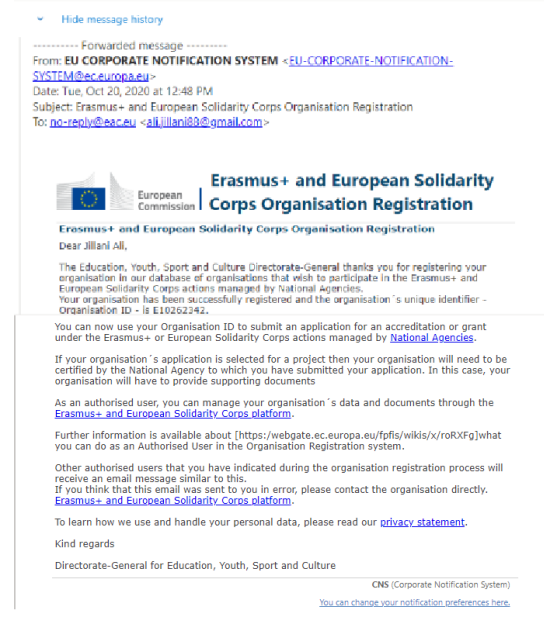 Hide message history
---------- Forwarded message ---------
From: EU CORPORATE NOTIFICATION SYSTEM <EU-CORPORATE-NOTIFICATION-
SYSTEM@ec.europa.eu>
Date: Tue, Oct 20, 2020 at 12:48 PM
Subject: Erasmus+ and European Solidarity Corps Organisation Registration
To: no-reply@eac.eu <ali.jillani88@gmail.com>
European
Commission
Erasmus+ and European Solidarity
Corps Organisation Registration
Erasmus+ and European Solidarity Corps Organisation Registration
Dear Jillani Ali,
The Education, Youth, Sport and Culture Directorate-General thanks you for registering your
organisation in our database of organisations that wish to participate in the Erasmus+ and
European Solidarity Corps actions managed by National Agencies.
Your organisation has been successfully registered and the organisation´s unique identifier -
Organisation ID - is E10262342.
You can now use your Organisation ID to submit an application for an accreditation or grant
under the Erasmus+ or European Solidarity Corps actions managed by National Agencies.
If your organisation´s application is selected for a project then your organisation will need to be
certified by the National Agency to which you have submitted your application. In this case, your
organisation will have to provide supporting documents
As an authorised user, you can manage your organisation´s data and documents through the
Erasmus+ and European Solidarity Corps platform.
Further information is available about [https:/webgate.ec.europa.eu/fpfis/wikis/x/roRXFg]what
you can do as an Authorised User in the Organisation Registration system.
Other authorised users that you have indicated during the organisation registration process will
receive an email message similar to this.
If you think that this email was sent to you in error, please contact the organisation directly.
Erasmus+ and European Solidarity Corps platform.
To learn how we use and handle your personal data, please read our privacy statement.
Kind regards
Directorate-General for Education, Youth, Sport and Culture
CNS (Corporate Notification System)
You can change your notification preferences here.